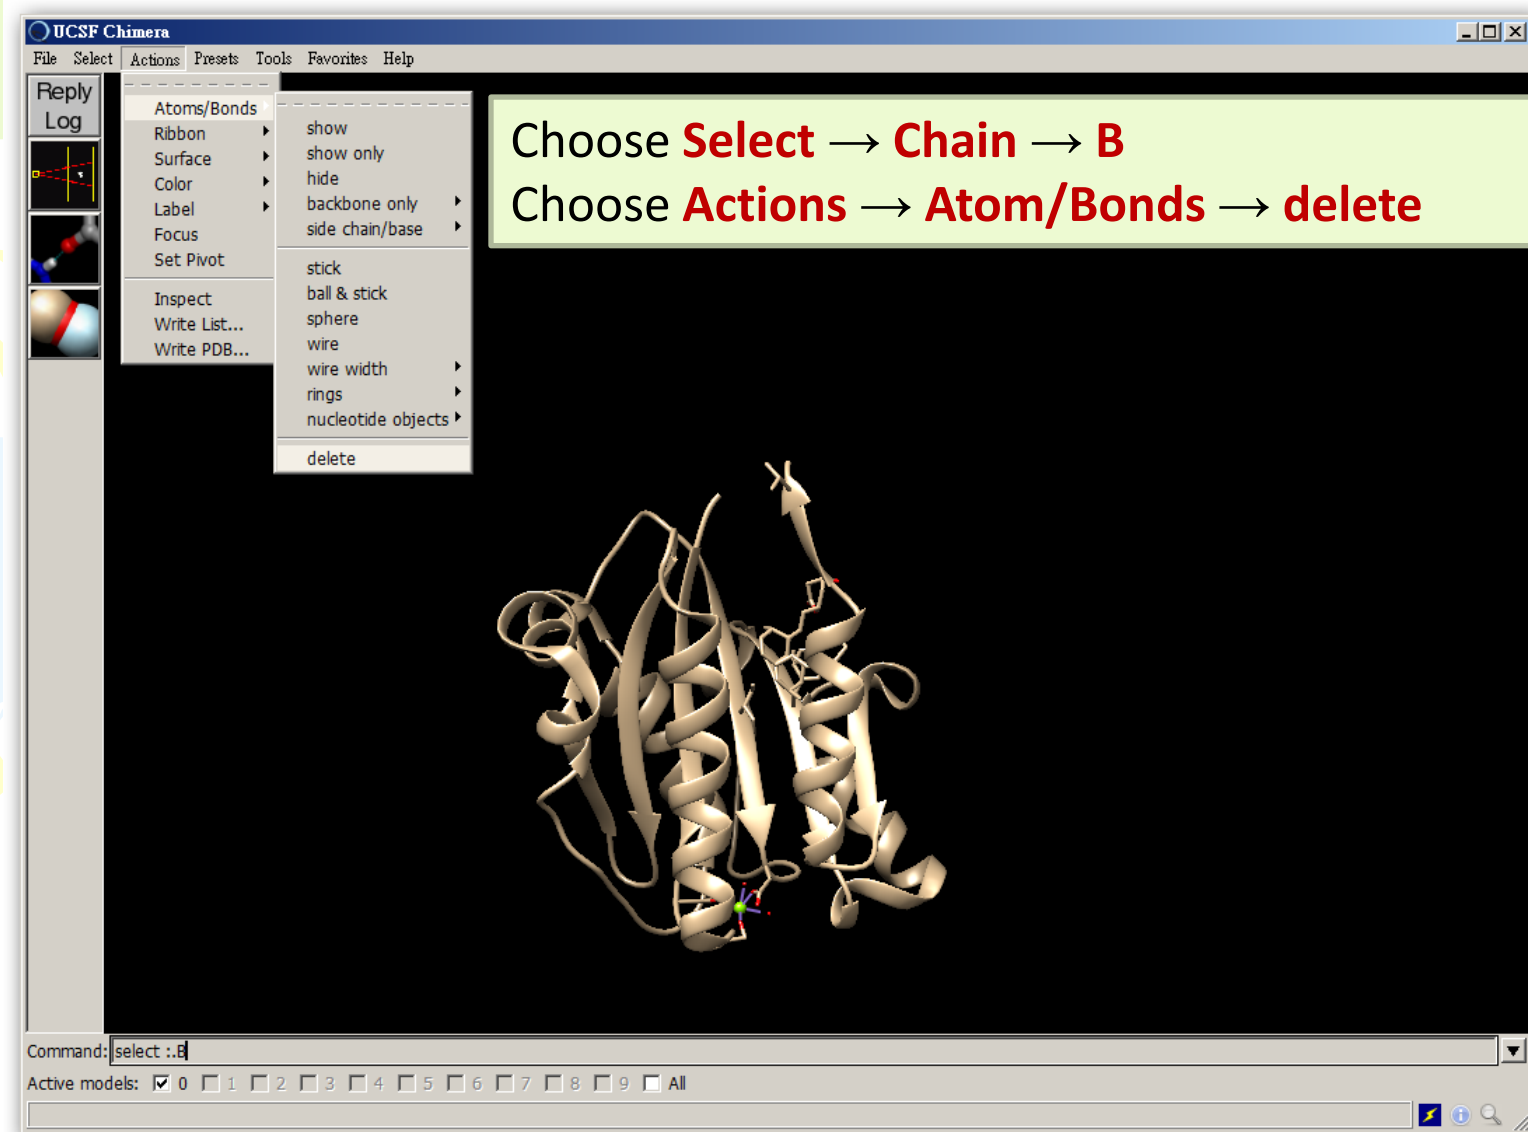 UCSF Chimera
File Select Actions Presets Tools Favorites Help
Reply
Log
Atoms/Bonds
Ribbon
Surface
Color
Label
Focus
Set Pivot
Inspect
Write List...
Write PDB...
show
show only
hide
backbone only
side chain/base
stick
ball & stick
sphere
wire
wire width
rings
nucleotide objects
delete
Choose Select → Chain → B
Choose Actions → Atom/Bonds → delete
Command: select :.B
Active models: 0 1 2 3 4 5 6 7 8 9 All